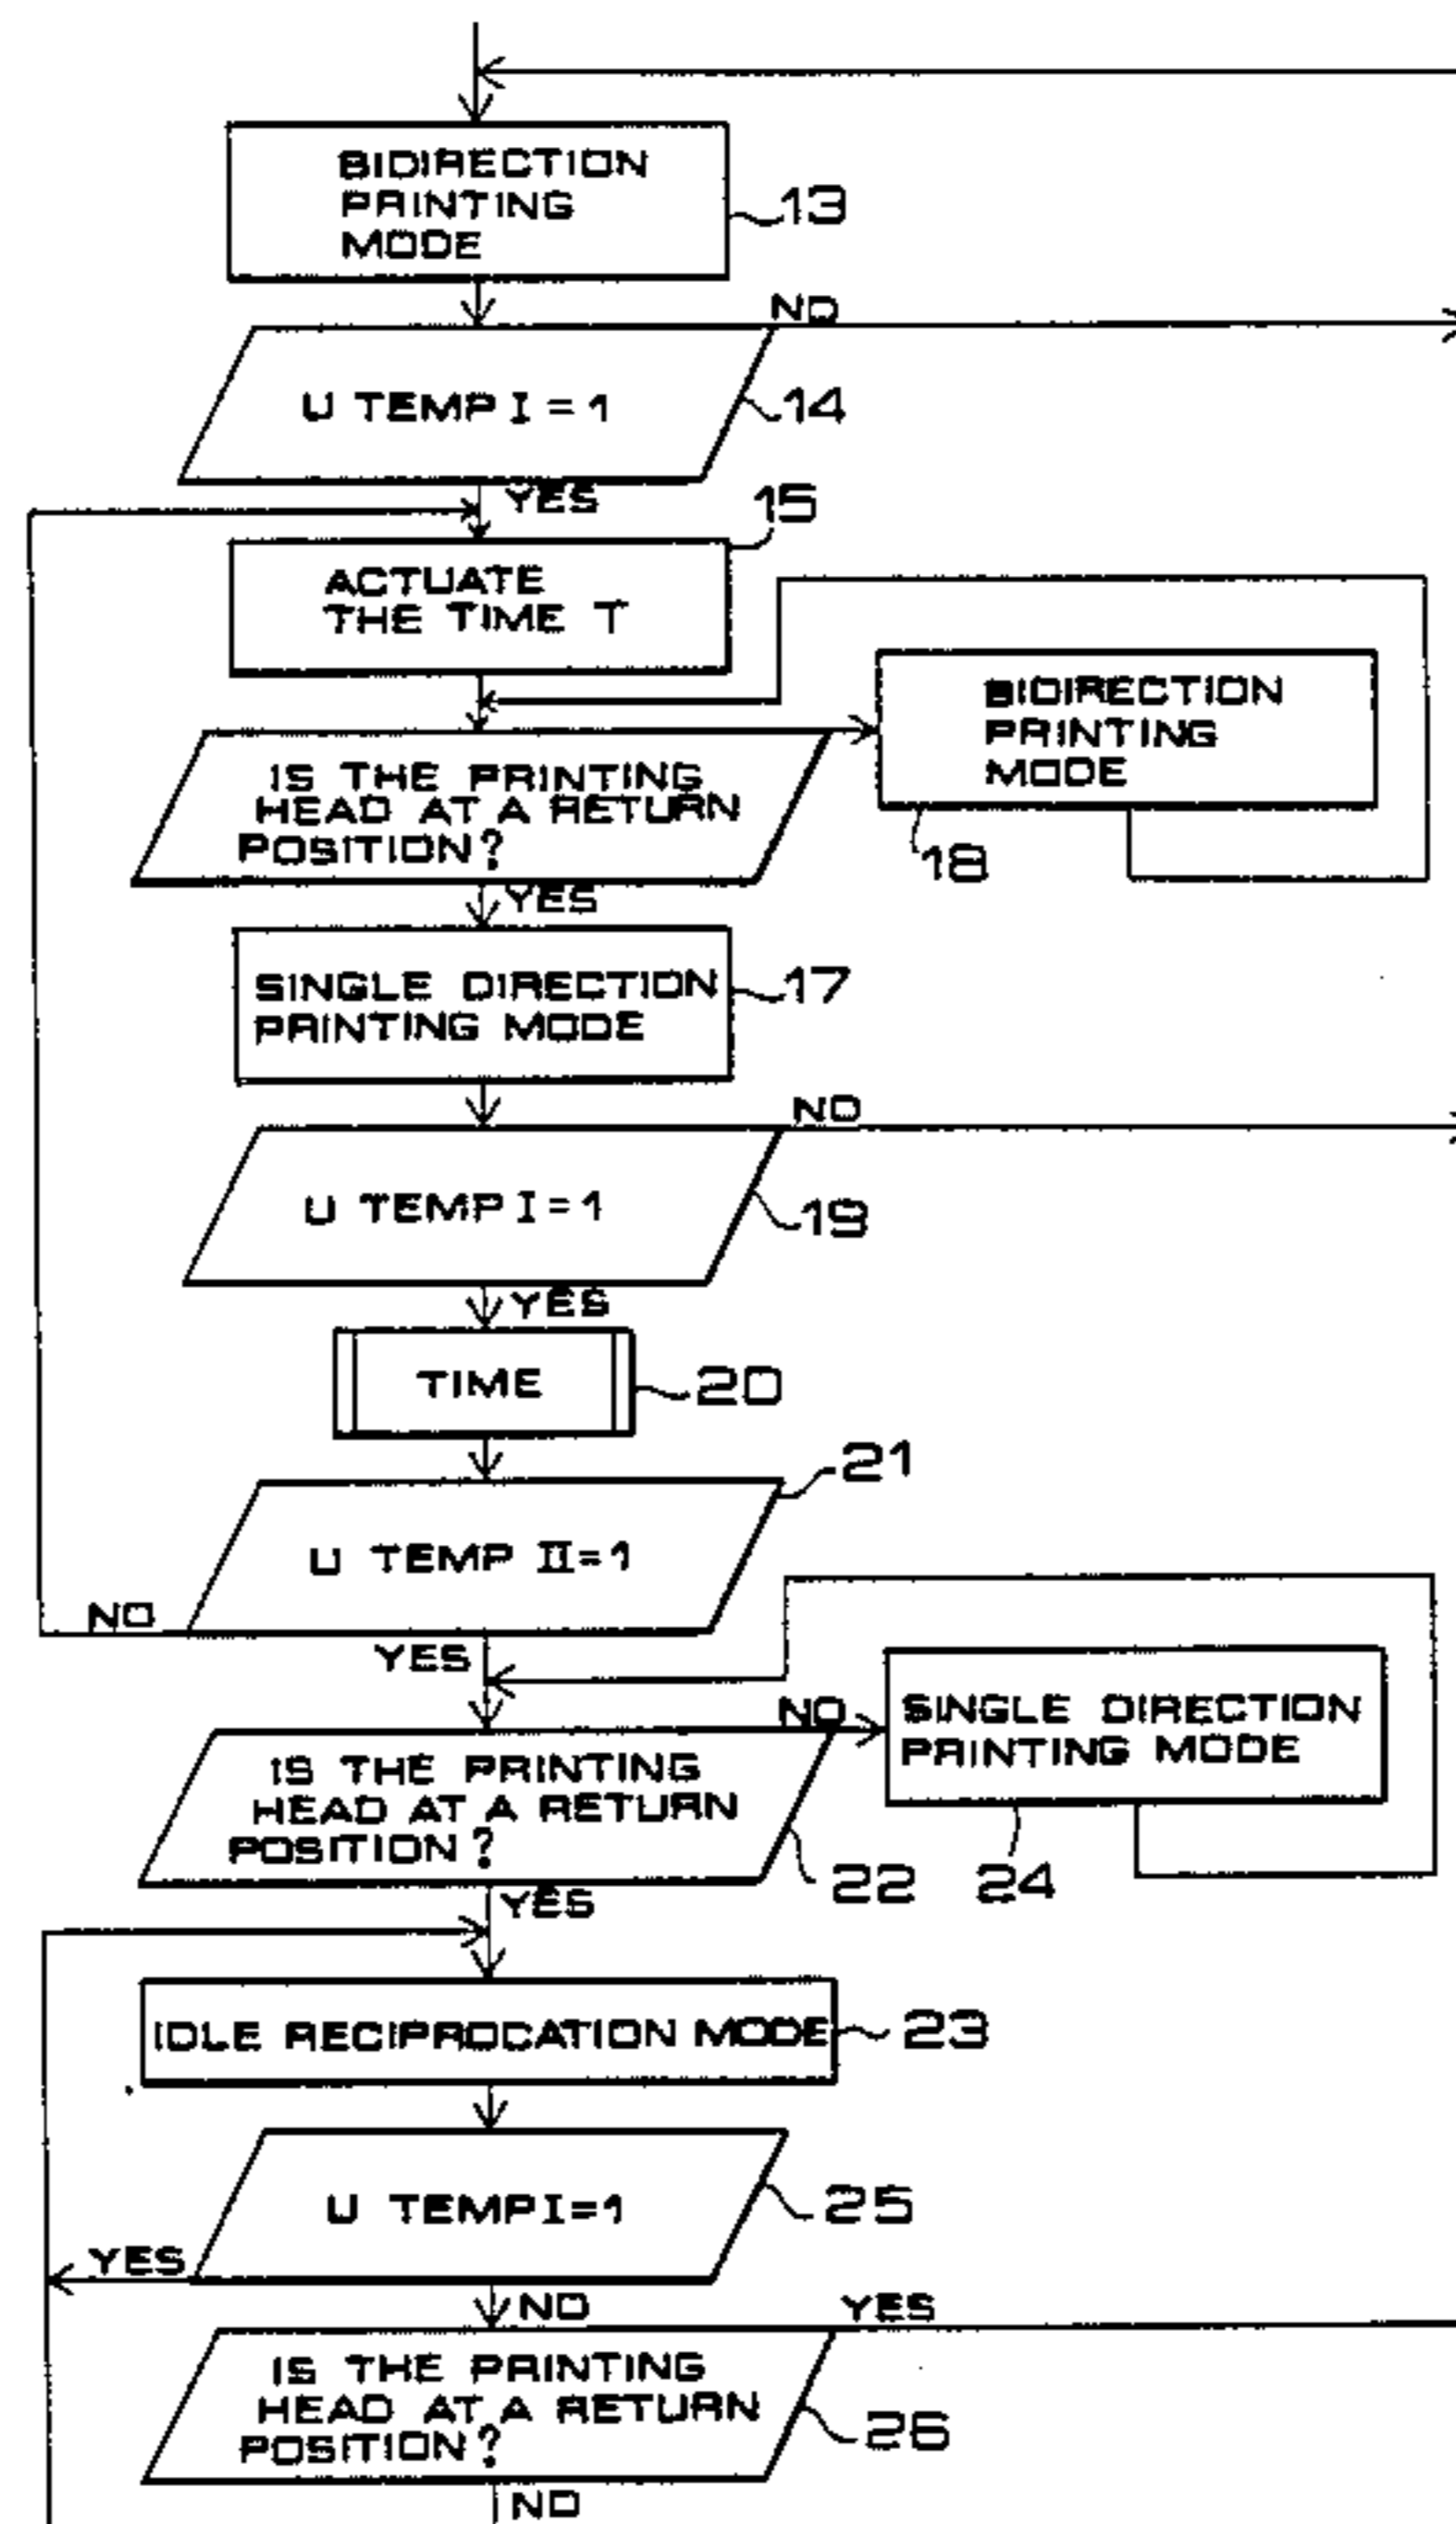 BIDIRECTION
PRINTING
MODE
13
NO
U TEMP I = 1
14
YES
15
ACTUATE
THE TIME T
BIDIRECTION
PRINTING
MODE
18
IS THE PRINTING
HEAD AT A RETURN
POSITION?
YES
SINGLE DIRECTION
PRINTING MODE
17
NO
U TEMP I = 1
19
YES
TIME
20
21
U TEMP II = 1
NO
YES
NO
SINGLE DIRECTION
PRINTING MODE
24
IS THE PRINTING
HEAD AT A RETURN
POSITION?
22
YES
IDLE RECIPROCATION MODE
23
U TEMP I = 1
25
YES
NO
YES
IS THE PRINTING
HEAD AT A RETURN
POSITION?
26
NO